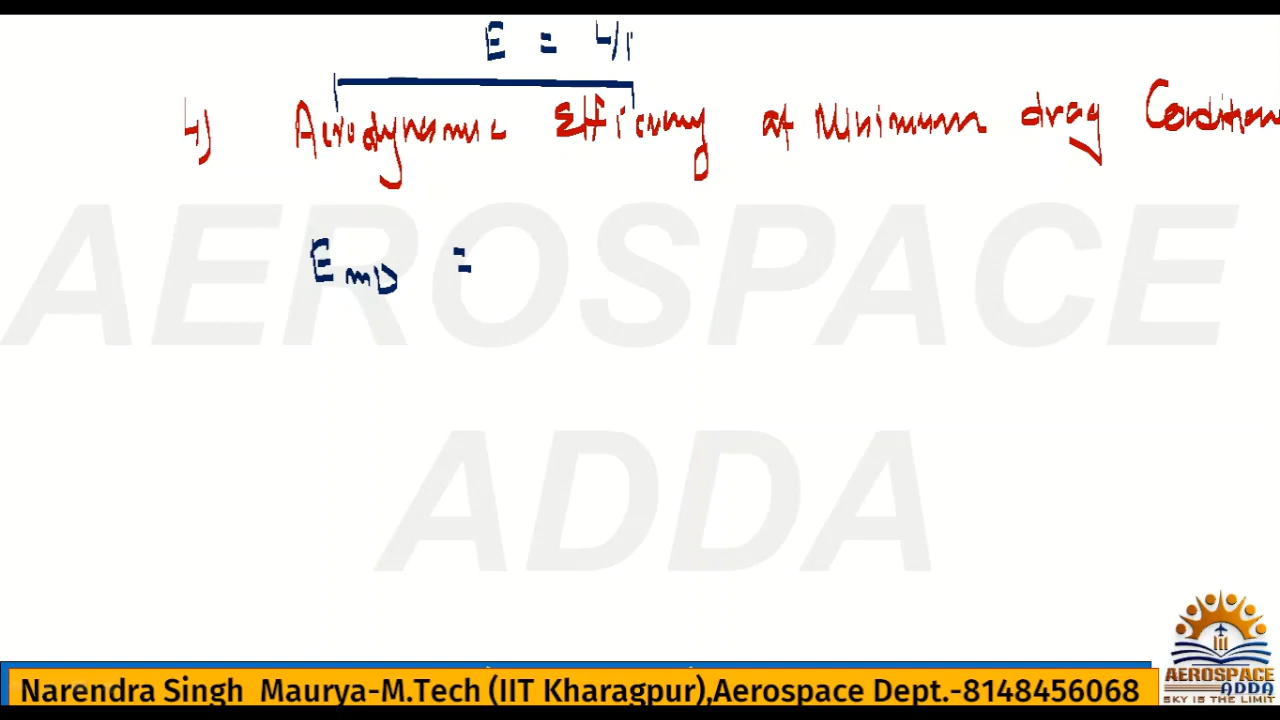 E = L/D
4) Aerodynamic Efficiency at Minimum drag Condition
EmD =
AEROSPACE
ADDA
AEROSPACE
ADDA
SKY IS THE LIMIT
Narendra Singh Maurya-M.Tech (IIT Kharagpur),Aerospace Dept.-8148456068